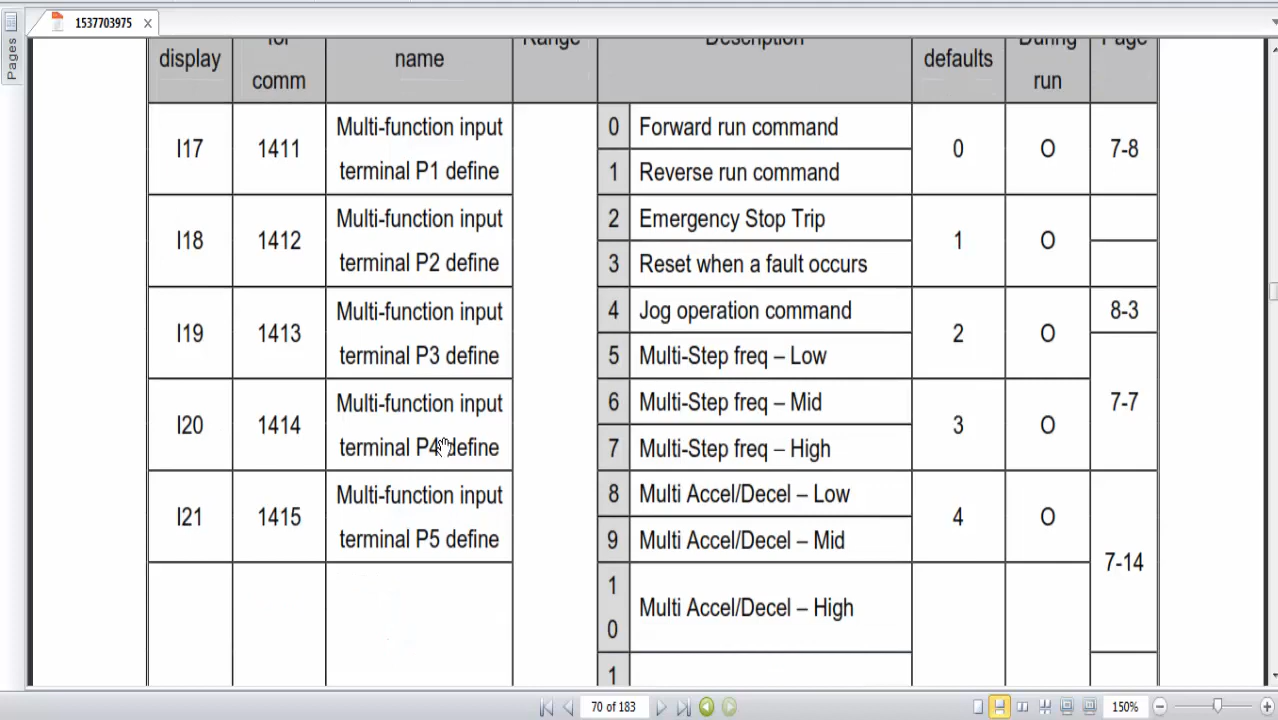 1537703975
Pages
for
Range
Description
During
Page
display
name
defaults
comm
run
I17
1411
Multi-function input
terminal P1 define
0
Forward run command
1
Reverse run command
0
O
7-8
I18
1412
Multi-function input
terminal P2 define
2
Emergency Stop Trip
3
Reset when a fault occurs
1
O
I19
1413
Multi-function input
terminal P3 define
4
Jog operation command
5
Multi-Step freq – Low
2
O
8-3
I20
1414
Multi-function input
terminal P4 define
6
Multi-Step freq – Mid
7
Multi-Step freq – High
3
O
7-7
I21
1415
Multi-function input
terminal P5 define
8
Multi Accel/Decel – Low
9
Multi Accel/Decel – Mid
4
O
7-14
1
0
Multi Accel/Decel – High
1
70 of 183
150%